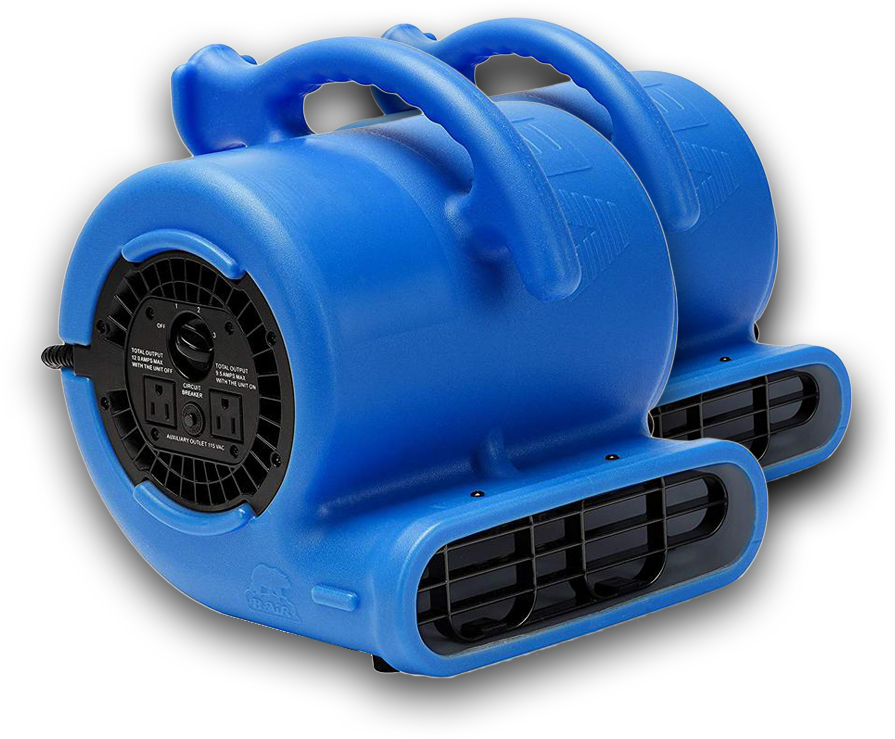 1 2
OFF
3
TOTAL OUTPUT
12.0 AMPS MAX
WITH THE UNIT OFF
TOTAL OUTPUT
9.5 AMPS MAX
WITH THE UNIT ON
CIRCUIT
BREAKER
AUXILIARY OUTLET 115 VAC
B-Air